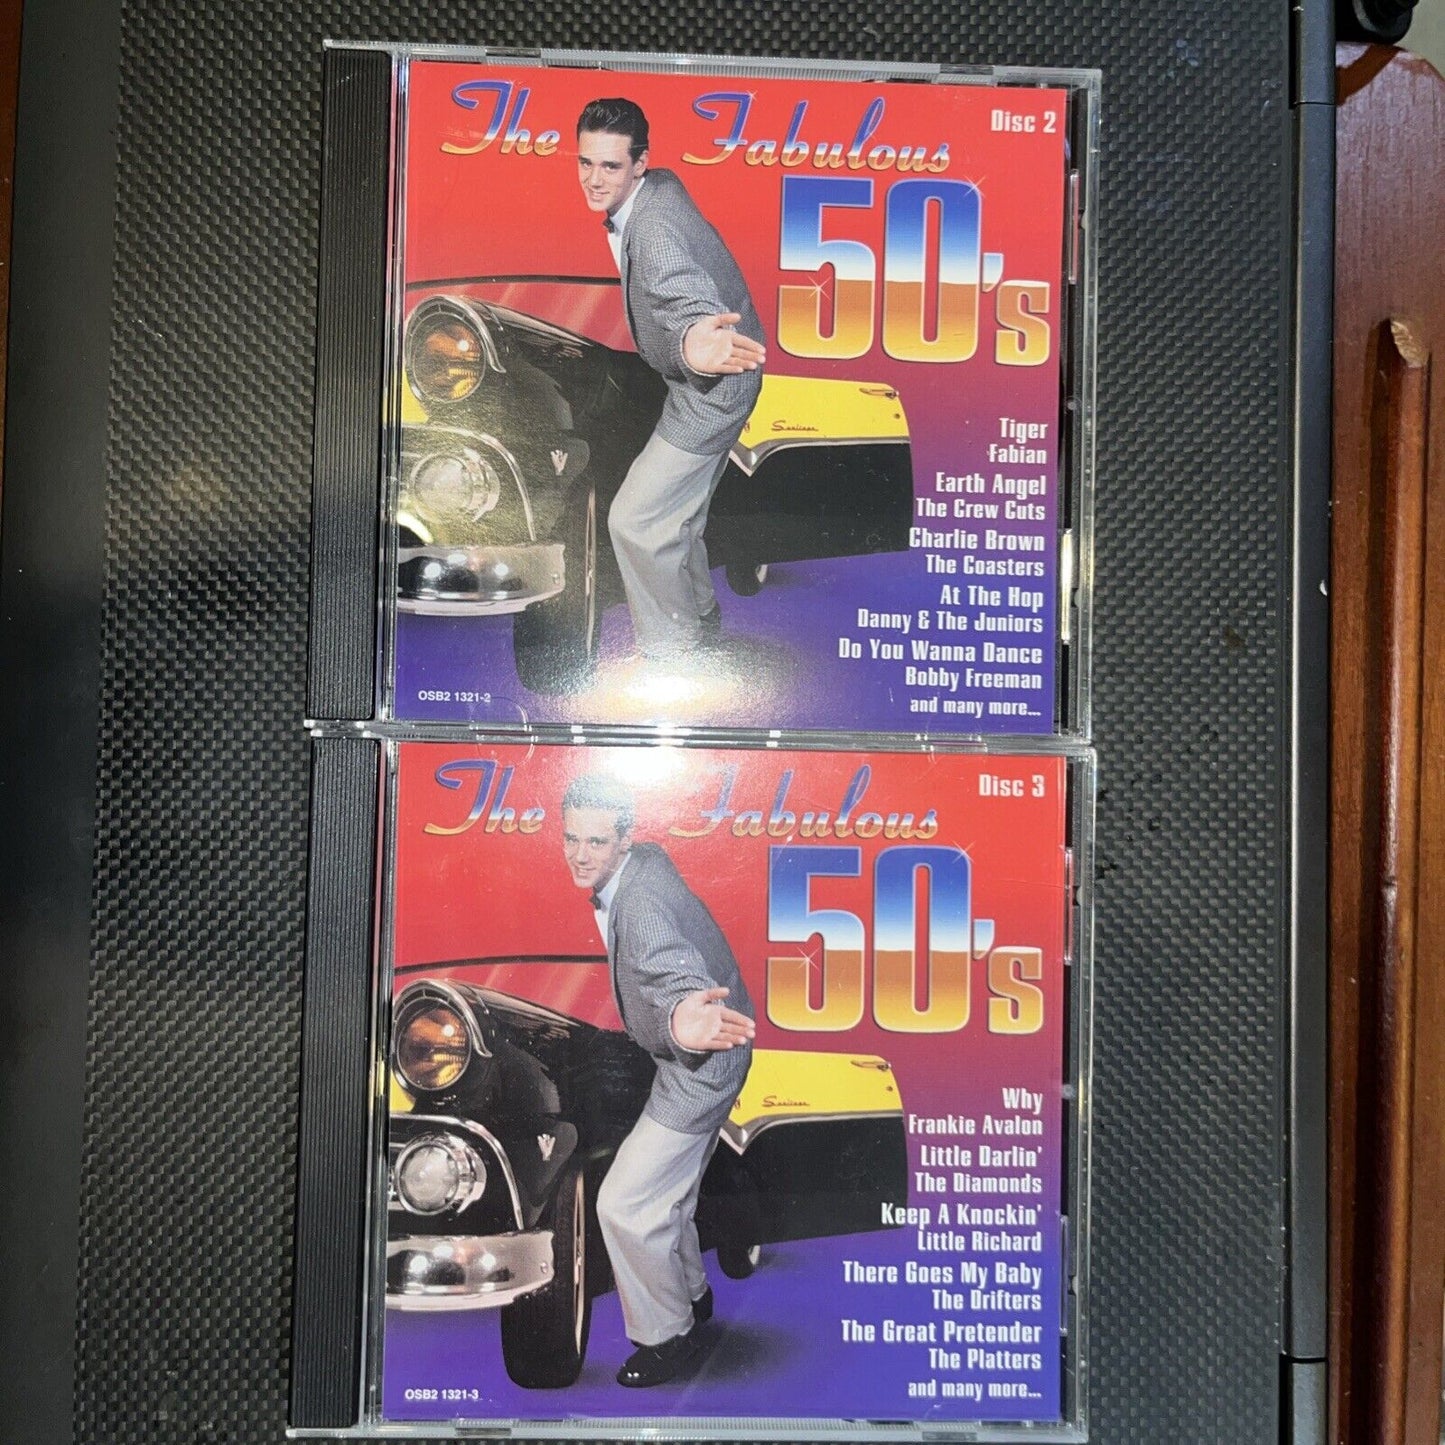 The Fabulous
Disc 2
50's
Sunliner
Tiger
Fabian
Earth Angel
The Crew Cuts
Charlie Brown
The Coasters
At The Hop
Danny & The Juniors
Do You Wanna Dance
Bobby Freeman
and many more...
OSB2 1321-2
The Fabulous
Disc 3
50's
Sunliner
Why
Frankie Avalon
Little Darlin'
The Diamonds
Keep A Knockin'
Little Richard
There Goes My Baby
The Drifters
The Great Pretender
The Platters
and many more...
OSB2 1321-3